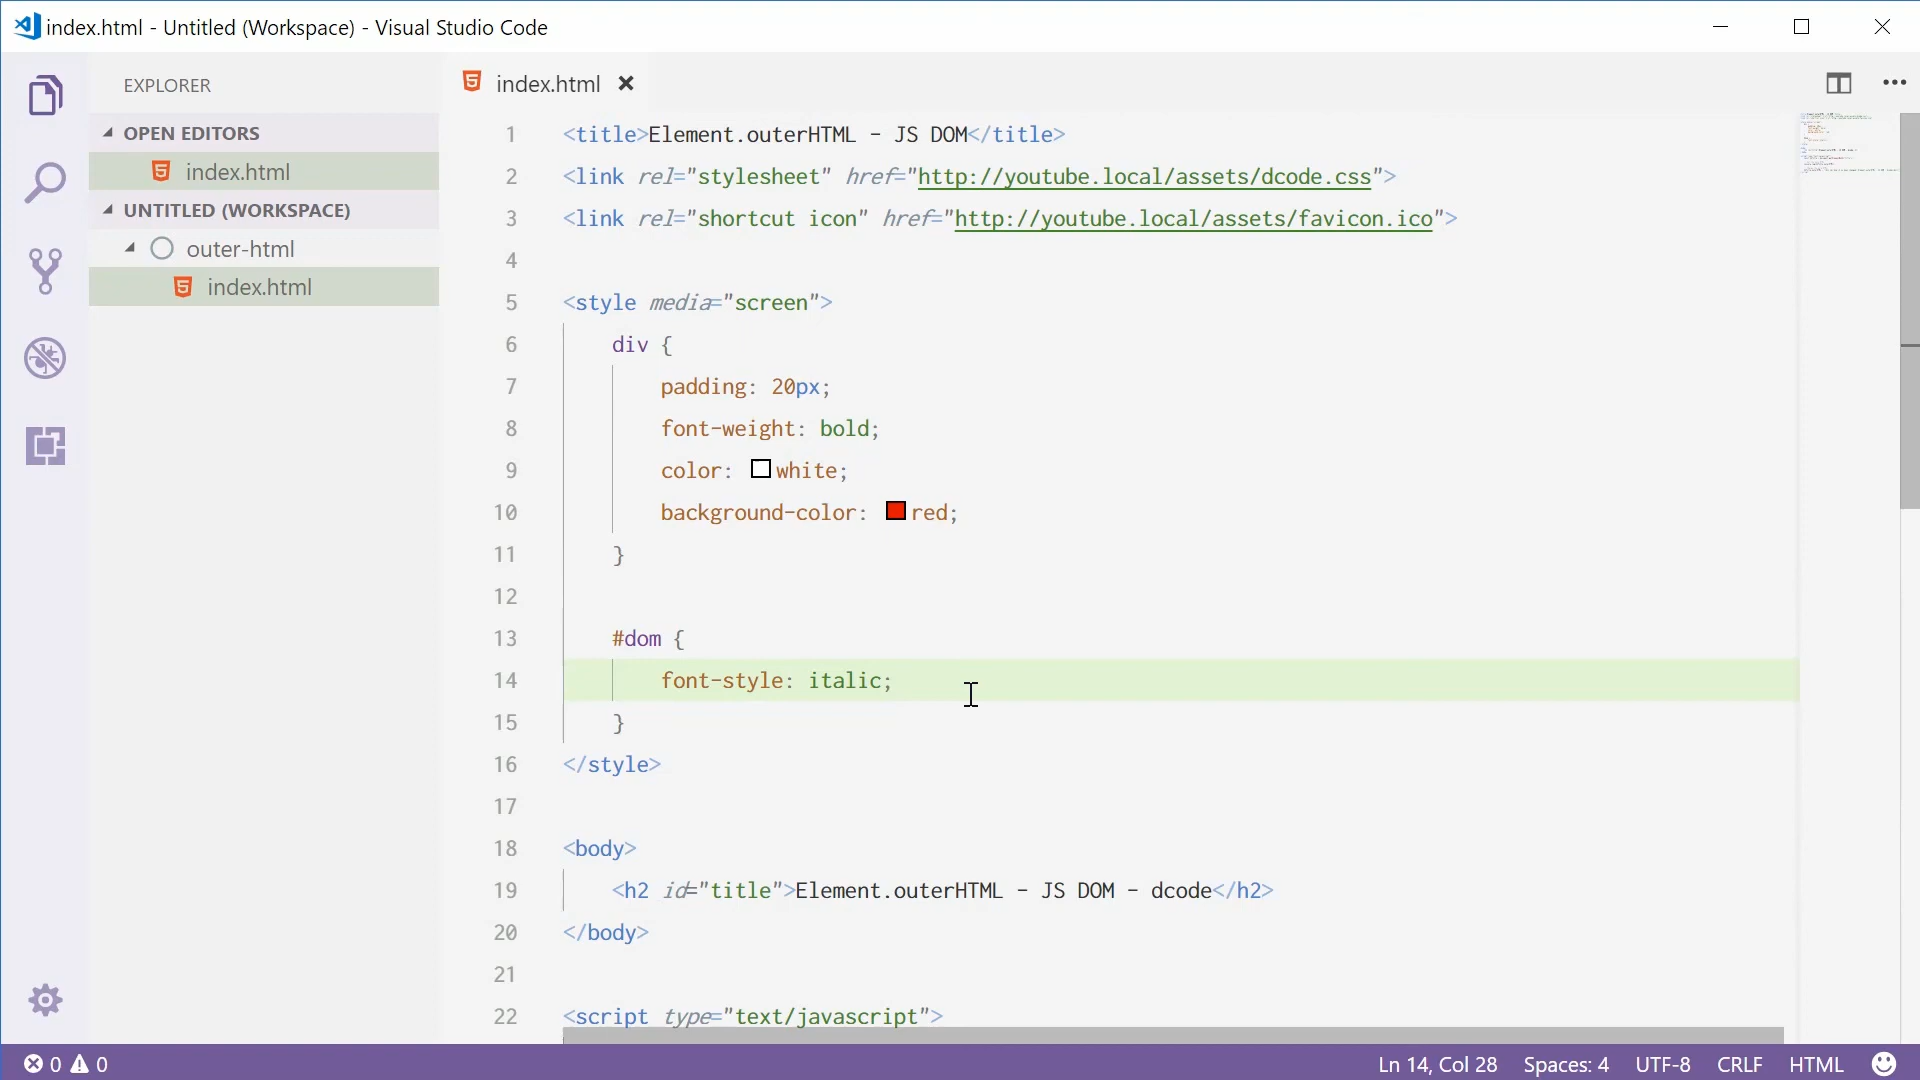 index.html - Untitled (Workspace) - Visual Studio Code
EXPLORER
OPEN EDITORS
index.html
UNTITLED (WORKSPACE)
outer-html
index.html
index.html
1 <title>Element.outerHTML - JS DOM</title>
2 <link rel="stylesheet" href="http://youtube.local/assets/dcode.css">
3 <link rel="shortcut icon" href="http://youtube.local/assets/favicon.ico">
4
5 <style media="screen">
6 div {
7 padding: 20px;
8 font-weight: bold;
9 color: white;
10 background-color: red;
11 }
12
13 #dom {
14 font-style: italic;
15 }
16 </style>
17
18 <body>
19 <h2 id="title">Element.outerHTML - JS DOM - dcode</h2>
20 </body>
21
22 <script type="text/javascript">
0 0
Ln 14, Col 28 Spaces: 4 UTF-8 CRLF HTML